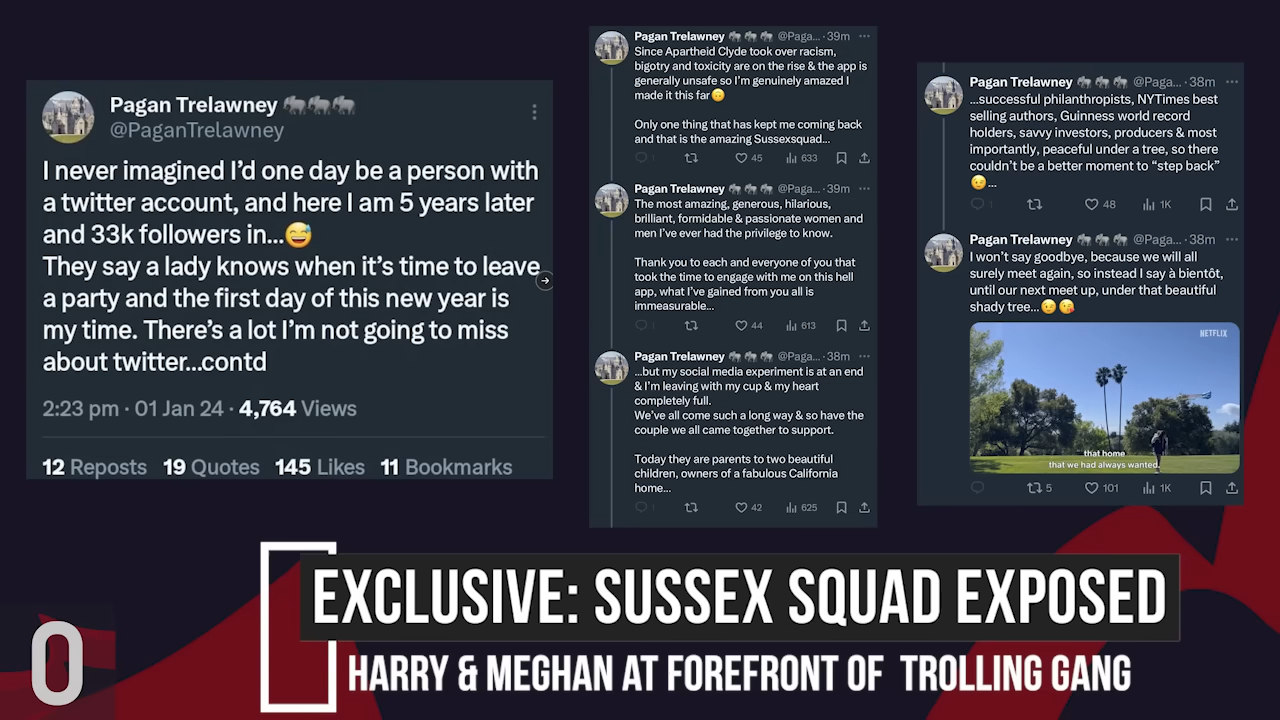 Pagan Trelawney
@PaganTrelawney
I never imagined I'd one day be a person with
a twitter account, and here I am 5 years later
and 33k followers in...😅
They say a lady knows when it's time to leave
a party and the first day of this new year is
my time. There's a lot I'm not going to miss
about twitter...contd
2:23 pm · 01 Jan 24 · 4,764 Views
12 Reposts 19 Quotes 145 Likes 11 Bookmarks
Pagan Trelawney 🐘🐘🐘 @Paga... · 39m
Since Apartheid Clyde took over racism,
bigotry and toxicity are on the rise & the app is
generally unsafe so I'm genuinely amazed I
made it this far🙃
Only one thing that has kept me coming back
and that is the amazing Sussexsquad...
1 45 633
Pagan Trelawney 🐘🐘🐘 @Paga... · 39m
The most amazing, generous, hilarious,
brilliant, formidable & passionate women and
men I've ever had the privilege to know.
Thank you to each and everyone of you that
took the time to engage with me on this hell
app, what I've gained from you all is
immeasurable...
1 44 613
Pagan Trelawney 🐘🐘🐘 @Paga... · 38m
...but my social media experiment is at an end
& I'm leaving with my cup & my heart
completely full.
We've all come such a long way & so have the
couple we all came together to support.
Today they are parents to two beautiful
children, owners of a fabulous California
home...
1 42 625
Pagan Trelawney 🐘🐘🐘 @Paga... · 38m
...successful philanthropists, NYTimes best
selling authors, Guinness world record
holders, savvy investors, producers & most
importantly, peaceful under a tree, so there
couldn't be a better moment to “step back”
😉...
1 48 1K
Pagan Trelawney 🐘🐘🐘 @Paga... · 38m
I won't say goodbye, because we will all
surely meet again, so instead I say à bientôt,
until our next meet up, under that beautiful
shady tree...😉😘
NETFLIX
that home
that we had always wanted.
5 101 1K
EXCLUSIVE: SUSSEX SQUAD EXPOSED
HARRY & MEGHAN AT FOREFRONT OF TROLLING GANG
0